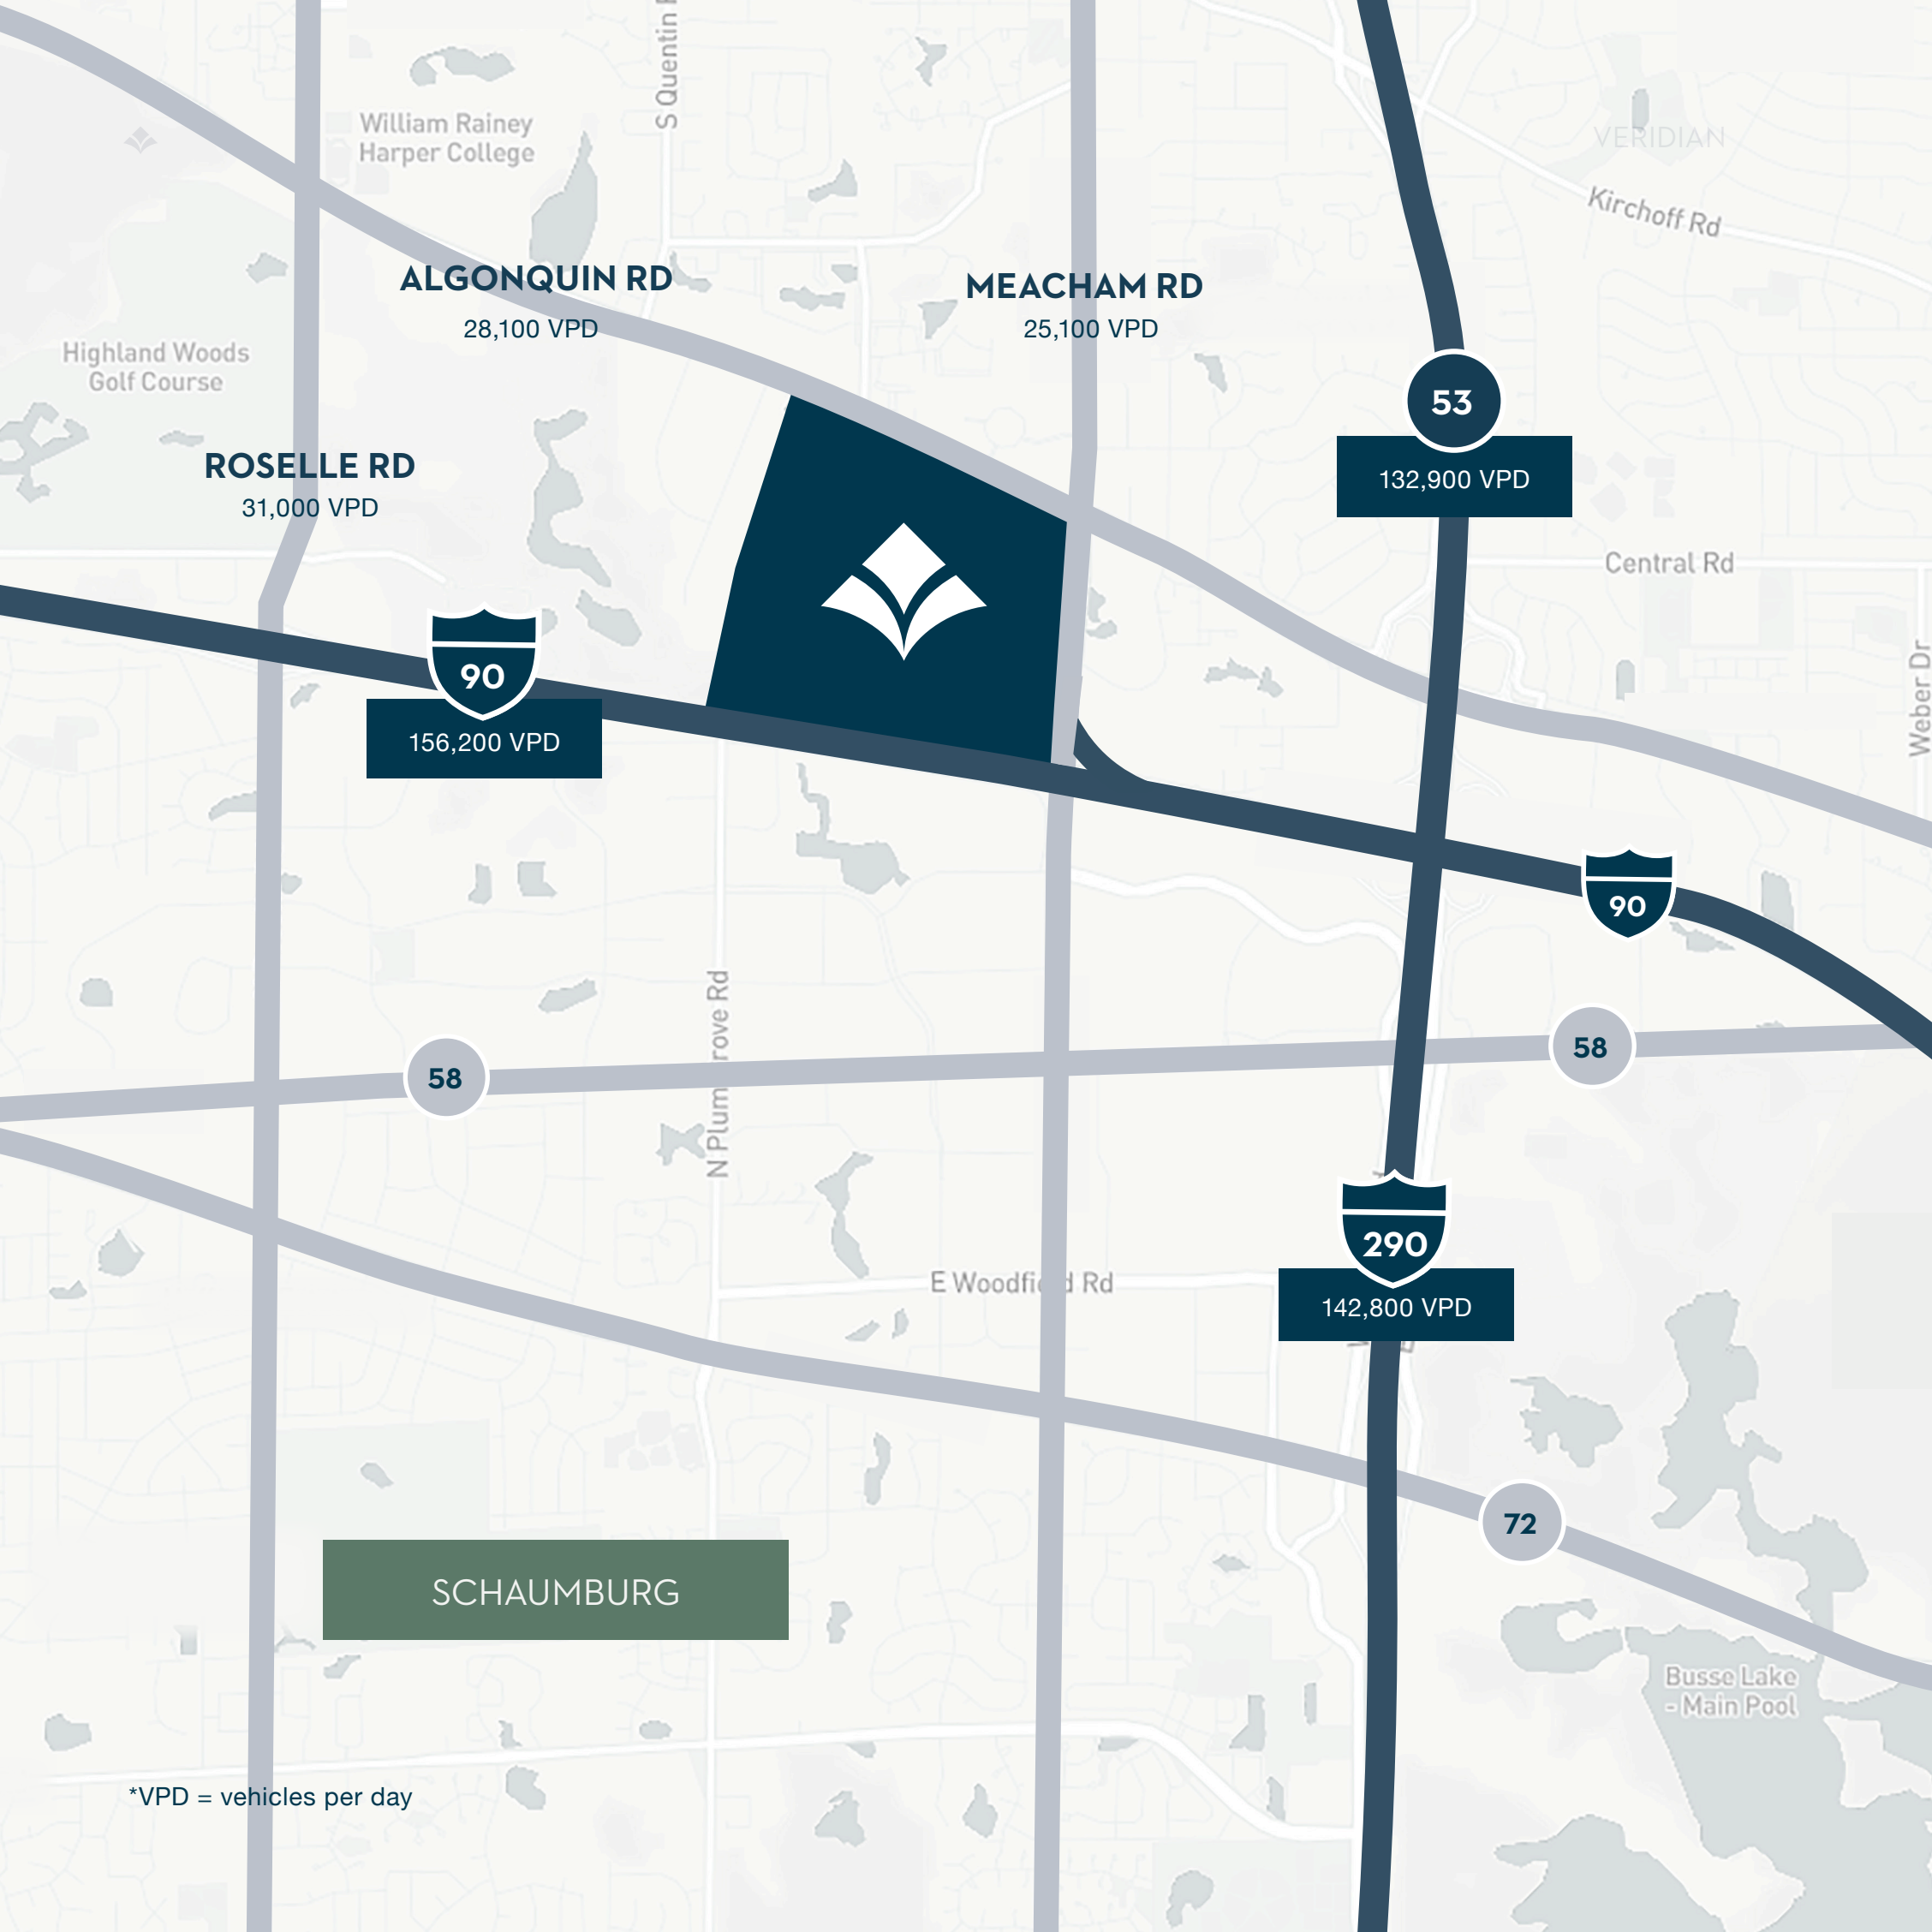 S Quentin
William Rainey
Harper College
VERIDIAN
Kirchoff Rd
ALGONQUIN RD
28,100 VPD
MEACHAM RD
25,100 VPD
Highland Woods
Golf Course
53
132,900 VPD
ROSELLE RD
31,000 VPD
Central Rd
90
156,200 VPD
Weber Dr
90
N Plum rove Rd
58
58
290
142,800 VPD
E Woodfie d Rd
72
SCHAUMBURG
Busse Lake
- Main Pool
*VPD = vehicles per day